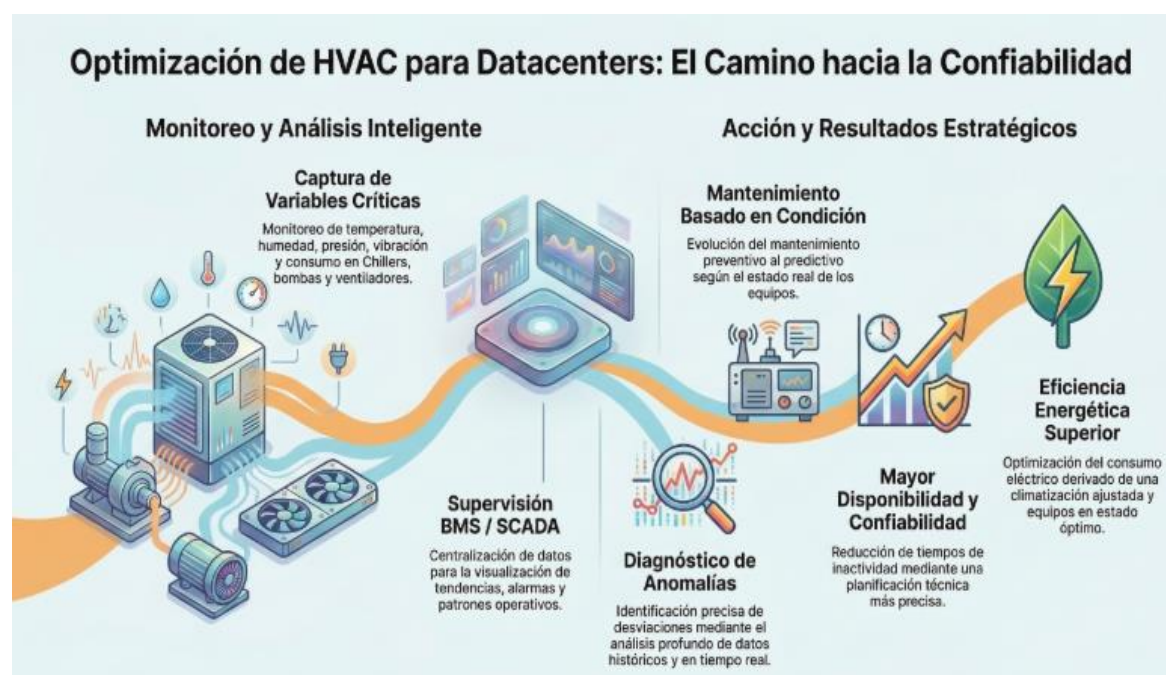 Optimización de HVAC para Datacenters: El Camino hacia la Confiabilidad
Monitoreo y Análisis Inteligente
Captura de
Variables Críticas
Monitoreo de temperatura,
humedad, presión, vibración
y consumo en Chillers,
bombas y ventiladores.
Supervisión
BMS / SCADA
Centralización de datos
para la visualización de
tendencias, alarmas y
patrones operativos.
Acción y Resultados Estratégicos
Diagnóstico de
Anomalías
Identificación precisa de
desviaciones mediante el
análisis profundo de datos
históricos y en tiempo real.
Mantenimiento
Basado en Condición
Evolución del mantenimiento
preventivo al predictivo
según el estado real de los
equipos.
Mayor
Disponibilidad y
Confiabilidad
Reducción de tiempos de
inactividad mediante una
planificación técnica
más precisa.
Eficiencia
Energética
Superior
Optimización del consumo
eléctrico derivado de una
climatización ajustada y
equipos en estado
óptimo.